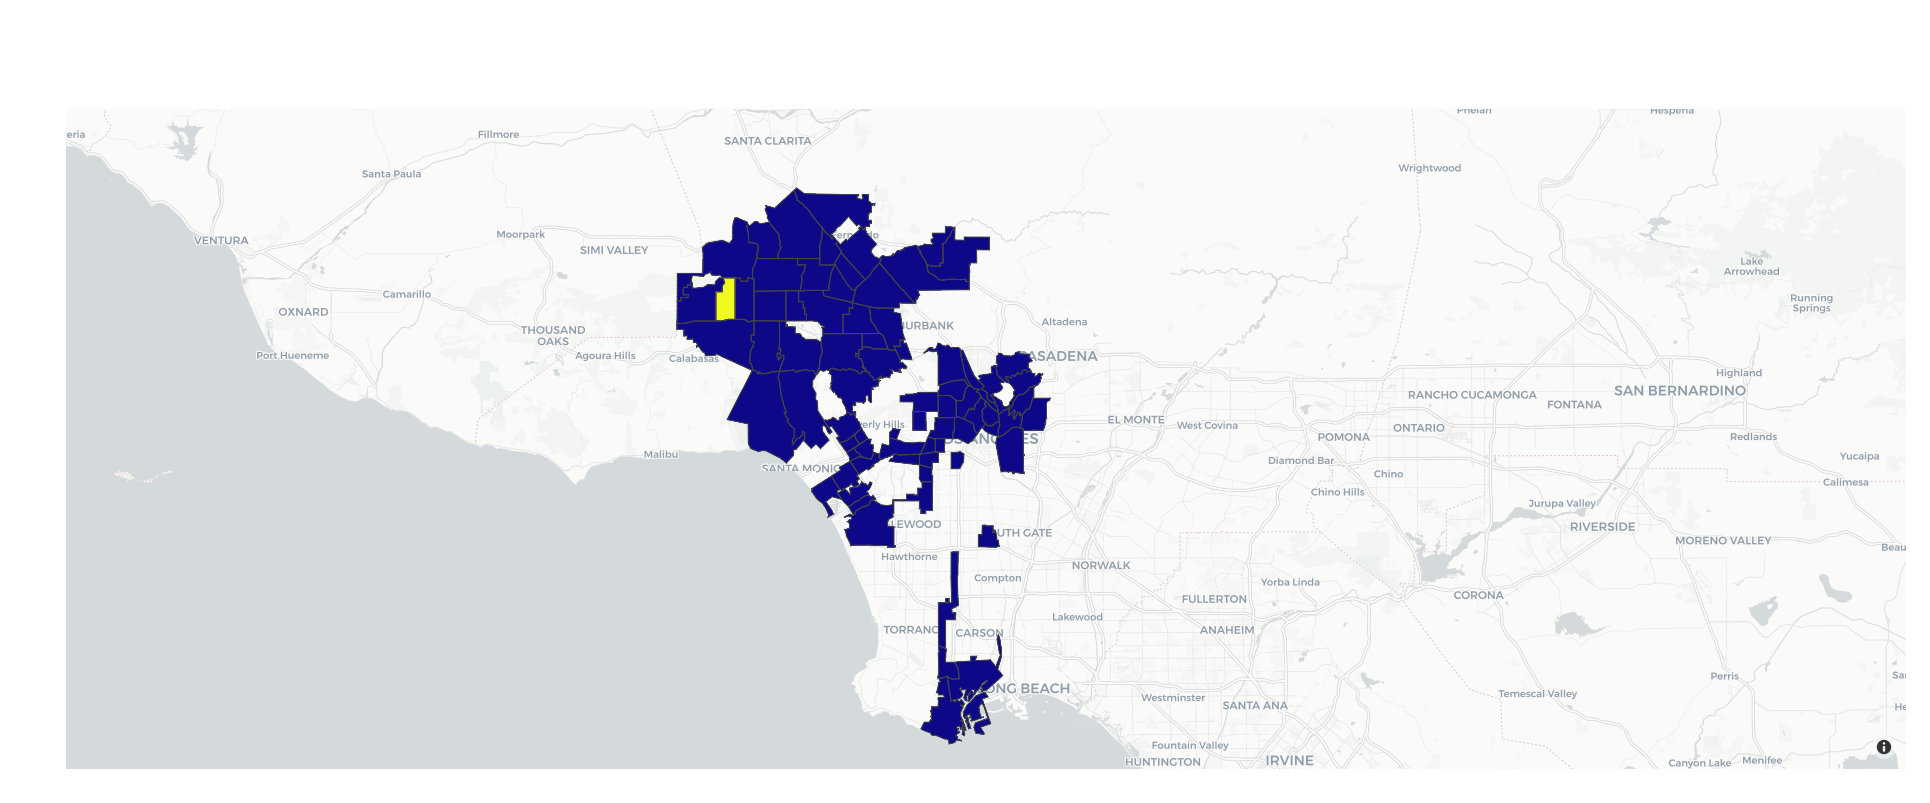 Phelan
Hesperia
eria
Fillmore
SANTA CLARITA
Santa Paula
Wrightwood
VENTURA
Moorpark
SIMI VALLEY
Lake
Arrowhead
Camarillo
OXNARD
Running
Springs
THOUSAND
OAKS
BURBANK
Altadena
Port Hueneme
Agoura Hills
Calabasas
PASADENA
Highland
SAN BERNARDINO
RANCHO CUCAMONGA
FONTANA
EL MONTE
West Covina
erly Hills
ONTARIO
POMONA
Redlands
OS ANGELES
Malibu
Yucaipa
SANTA MONIC
Diamond Bar
Chino
Calimesa
Chino Hills
Jurupa Valley
LEWOOD
UTH GATE
RIVERSIDE
MORENO VALLEY
Beau
Hawthorne
NORWALK
Compton
Yorba Linda
FULLERTON
CORONA
Lakewood
TORRANC
CARSON
ANAHEIM
ONG BEACH
Westminster
SANTA ANA
Temescal Valley
Perris
Sa
He
Fountain Valley
HUNTINGTON
IRVINE
Canyon Lake
Menifee